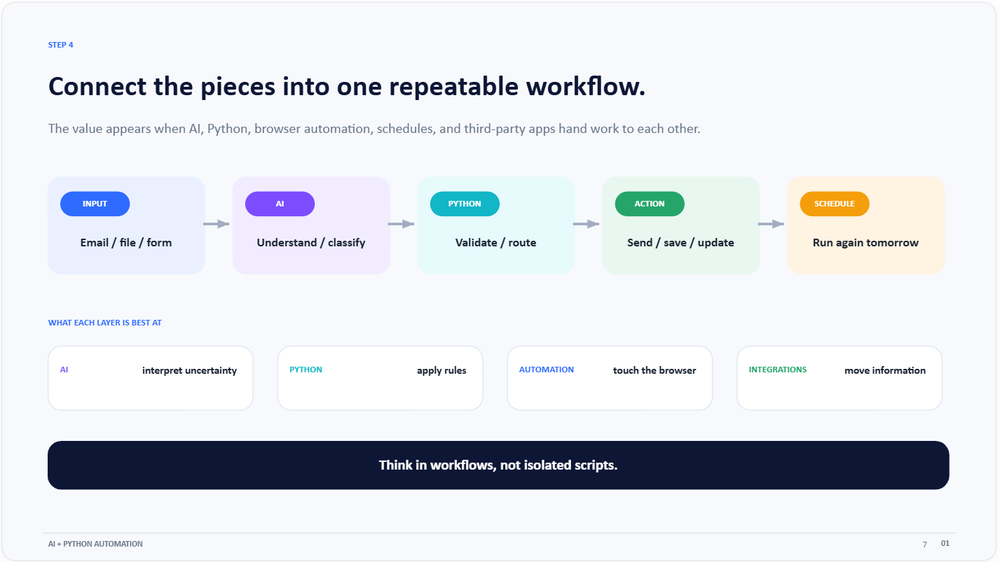 STEP 4
Connect the pieces into one repeatable workflow.
The value appears when AI, Python, browser automation, schedules, and third-party apps hand work to each other.
INPUT
Email / file / form
AI
Understand / classify
PYTHON
Validate / route
ACTION
Send / save / update
SCHEDULE
Run again tomorrow
WHAT EACH LAYER IS BEST AT
AI interpret uncertainty
PYTHON apply rules
AUTOMATION touch the browser
INTEGRATIONS move information
Think in workflows, not isolated scripts.
AI + PYTHON AUTOMATION
7 01